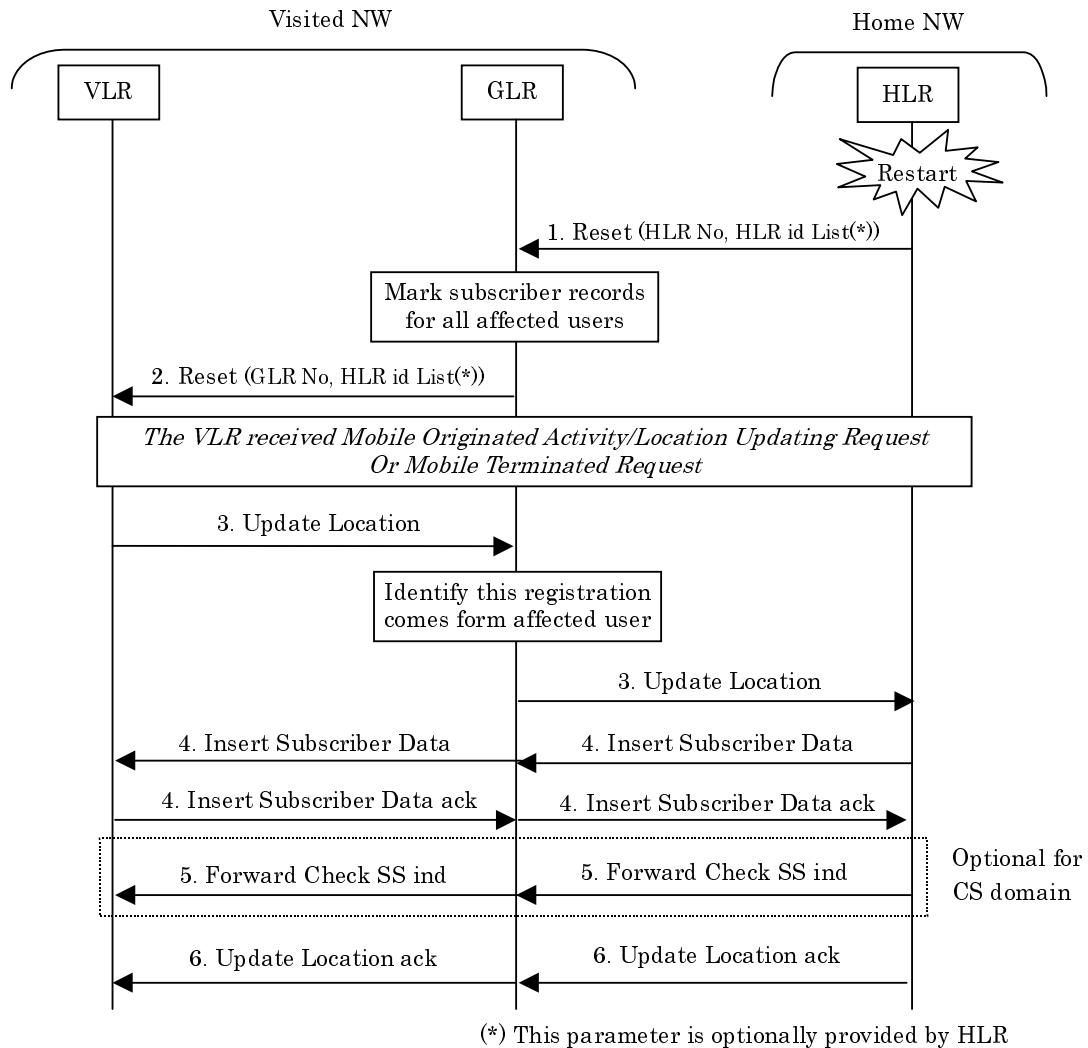 Visited NW
Home NW
VLR
GLR
HLR
Restart
1. Reset (HLR No, HLR id List(*))
Mark subscriber records
for all affected users
2. Reset (GLR No, HLR id List(*))
The VLR received Mobile Originated Activity/Location Updating Request
Or Mobile Terminated Request
3. Update Location
Identify this registration
comes form affected user
3. Update Location
4. Insert Subscriber Data
4. Insert Subscriber Data
4. Insert Subscriber Data ack
4. Insert Subscriber Data ack
5. Forward Check SS ind
5. Forward Check SS ind
Optional for
CS domain
6. Update Location ack
6. Update Location ack
(*) This parameter is optionally provided by HLR